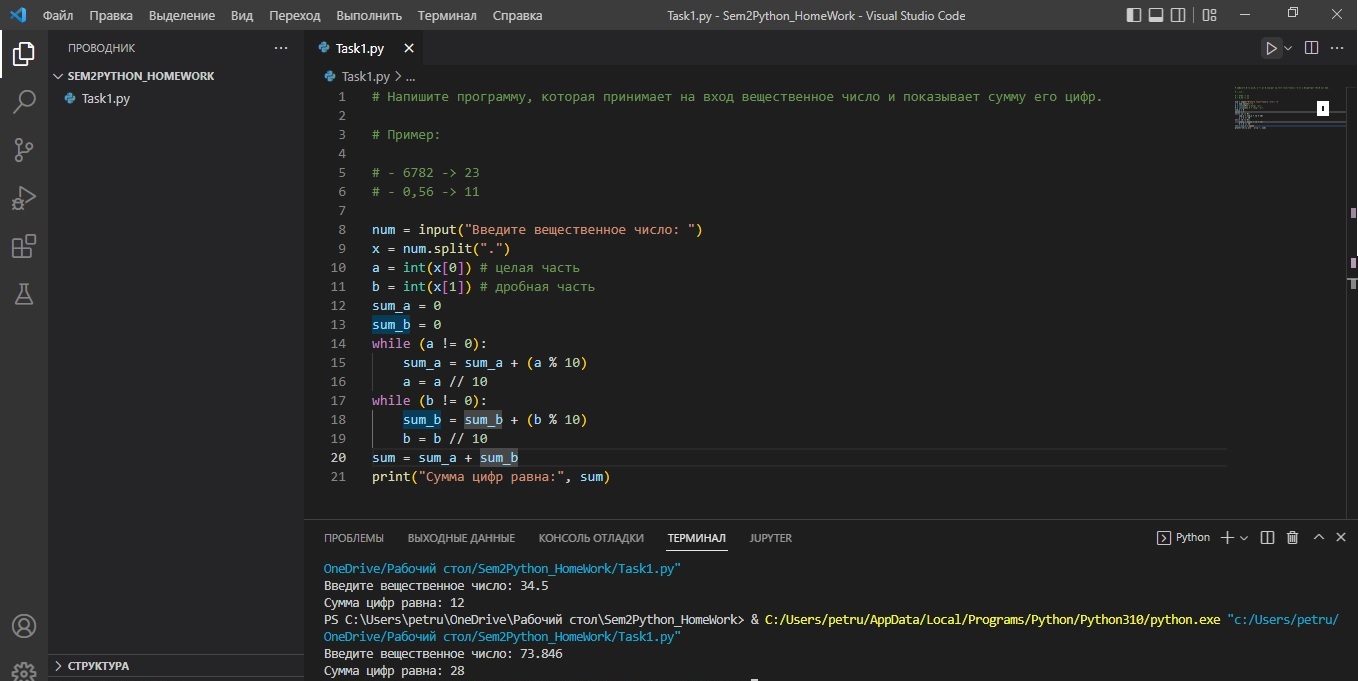 Файл Правка Выделение Вид Переход Выполнить Терминал Справка Task1.py - Sem2Python_HomeWork - Visual Studio Code
ПРОВОДНИК
SEM2PYTHON_HOMEWORK
Task1.py
СТРУКТУРА
Task1.py
Task1.py > ...
1 # Напишите программу, которая принимает на вход вещественное число и показывает сумму его цифр.
2
3 # Пример:
4
5 # - 6782 -> 23
6 # - 0,56 -> 11
7
8 num = input("Введите вещественное число: ")
9 x = num.split(".")
10 a = int(x[0]) # целая часть
11 b = int(x[1]) # дробная часть
12 sum_a = 0
13 sum_b = 0
14 while (a != 0):
15     sum_a = sum_a + (a % 10)
16     a = a // 10
17 while (b != 0):
18     sum_b = sum_b + (b % 10)
19     b = b // 10
20 sum = sum_a + sum_b
21 print("Сумма цифр равна:", sum)
ПРОБЛЕМЫ ВЫХОДНЫЕ ДАННЫЕ КОНСОЛЬ ОТЛАДКИ ТЕРМИНАЛ JUPYTER Python
OneDrive/Рабочий стол/Sem2Python_HomeWork/Task1.py"
Введите вещественное число: 34.5
Сумма цифр равна: 12
PS C:\Users\petru\OneDrive\Рабочий стол\Sem2Python_HomeWork> & C:/Users/petru/AppData/Local/Programs/Python/Python310/python.exe "c:/Users/petru/
OneDrive/Рабочий стол/Sem2Python_HomeWork/Task1.py"
Введите вещественное число: 73.846
Сумма цифр равна: 28